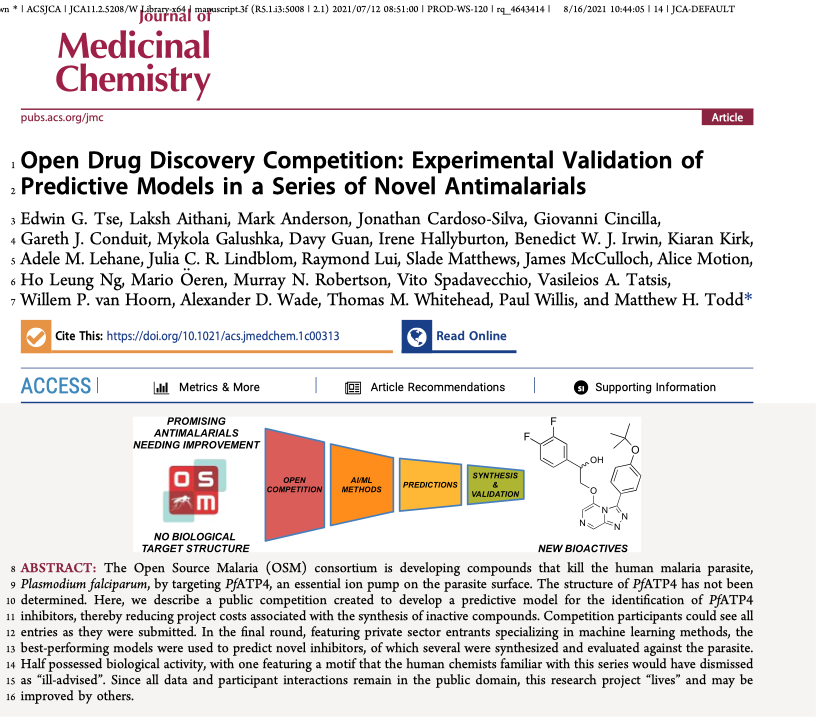 wn * | ACSJCA | JCA11.2.5208/W Library-x64 | manuscript.3f (R5.1.i3:5008 | 2.1) 2021/07/12 08:51:00 | PROD-WS-120 | rq_4643414 | 8/16/2021 10:44:05 | 14 | JCA-DEFAULT
Journal of
Medicinal
Chemistry
pubs.acs.org/jmc
Article
1 Open Drug Discovery Competition: Experimental Validation of
2 Predictive Models in a Series of Novel Antimalarials
3 Edwin G. Tse, Laksh Aithani, Mark Anderson, Jonathan Cardoso-Silva, Giovanni Cincilla,
4 Gareth J. Conduit, Mykola Galushka, Davy Guan, Irene Hallyburton, Benedict W. J. Irwin, Kiaran Kirk,
5 Adele M. Lehane, Julia C. R. Lindblom, Raymond Lui, Slade Matthews, James McCulloch, Alice Motion,
6 Ho Leung Ng, Mario Öeren, Murray N. Robertson, Vito Spadavecchio, Vasileios A. Tatsis,
7 Willem P. van Hoorn, Alexander D. Wade, Thomas M. Whitehead, Paul Willis, and Matthew H. Todd*
Cite This: https://doi.org/10.1021/acs.jmedchem.1c00313
Read Online
ACCESS
Metrics & More
Article Recommendations
SI Supporting Information
PROMISING
ANTIMALARIALS
NEEDING IMPROVEMENT
OS
m
NO BIOLOGICAL
TARGET STRUCTURE
OPEN
COMPETITION
AI/ML
METHODS
PREDICTIONS
SYNTHESIS
&
VALIDATION
F
F
OH
O
O
N
N
N
N
NEW BIOACTIVES
8 ABSTRACT: The Open Source Malaria (OSM) consortium is developing compounds that kill the human malaria parasite,
9 Plasmodium falciparum, by targeting PfATP4, an essential ion pump on the parasite surface. The structure of PfATP4 has not been
10 determined. Here, we describe a public competition created to develop a predictive model for the identification of PfATP4
11 inhibitors, thereby reducing project costs associated with the synthesis of inactive compounds. Competition participants could see all
12 entries as they were submitted. In the final round, featuring private sector entrants specializing in machine learning methods, the
13 best-performing models were used to predict novel inhibitors, of which several were synthesized and evaluated against the parasite.
14 Half possessed biological activity, with one featuring a motif that the human chemists familiar with this series would have dismissed
15 as “ill-advised”. Since all data and participant interactions remain in the public domain, this research project “lives” and may be
16 improved by others.